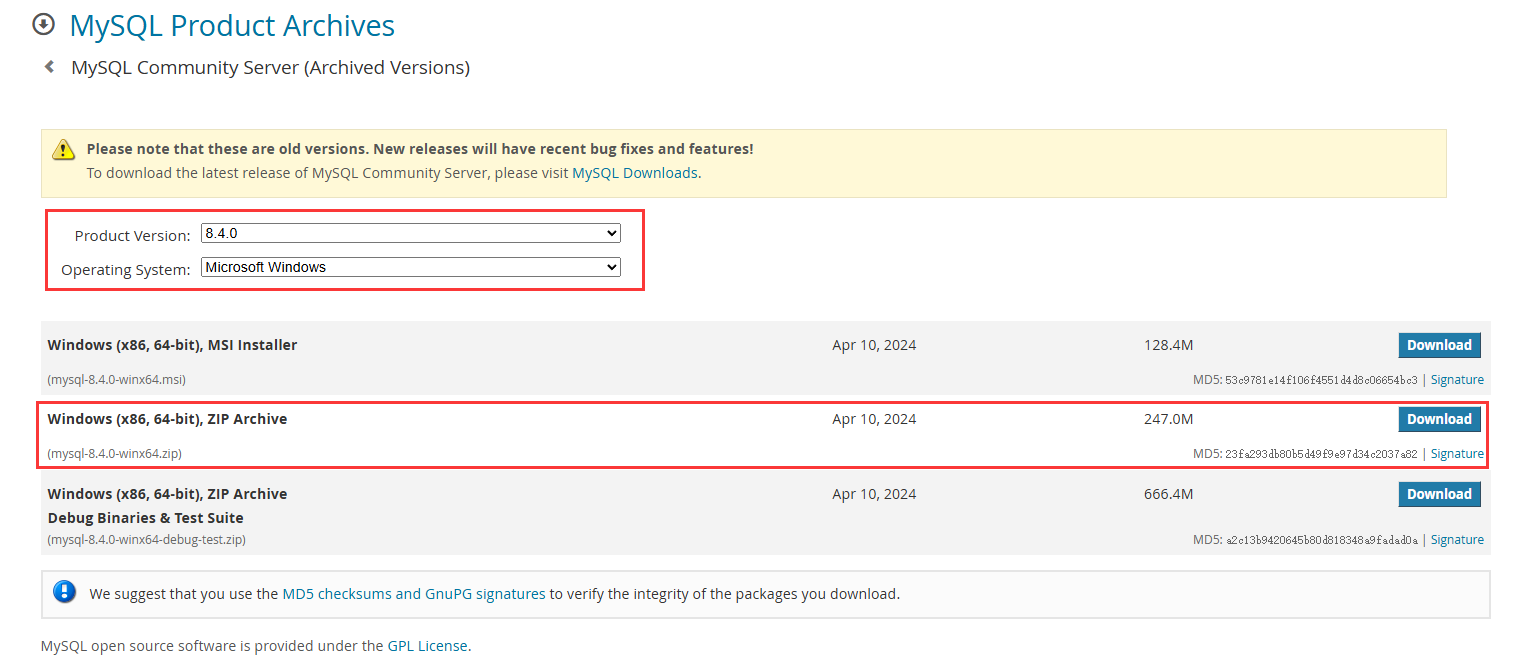 MySQL Product Archives
MySQL Community Server (Archived Versions)
Please note that these are old versions. New releases will have recent bug fixes and features!
To download the latest release of MySQL Community Server, please visit MySQL Downloads.
Product Version: 8.4.0
Operating System: Microsoft Windows
Windows (x86, 64-bit), MSI Installer Apr 10, 2024 128.4M Download
(mysql-8.4.0-winx64.msi) MD5: 53c9781e14f106f4551d4d8c06654bc3 | Signature
Windows (x86, 64-bit), ZIP Archive Apr 10, 2024 247.0M Download
(mysql-8.4.0-winx64.zip) MD5: 23fa293db80b5d49f9e97d34c2037a82 | Signature
Windows (x86, 64-bit), ZIP Archive Apr 10, 2024 666.4M Download
Debug Binaries & Test Suite
(mysql-8.4.0-winx64-debug-test.zip) MD5: a2c13b9420645b80d818348a9fadad0a | Signature
We suggest that you use the MD5 checksums and GnuPG signatures to verify the integrity of the packages you download.
MySQL open source software is provided under the GPL License.